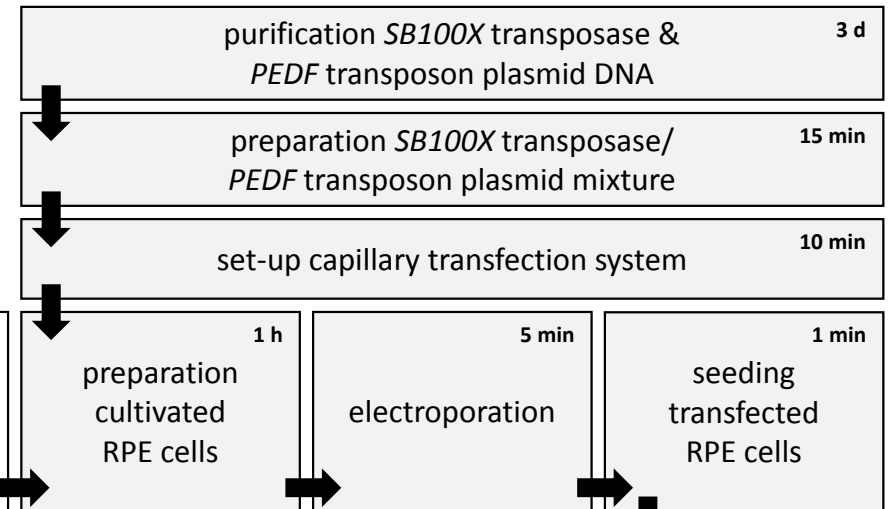 purification SB100X transposase &
PEDF transposon plasmid DNA
3 d
preparation SB100X transposase/
PEDF transposon plasmid mixture
15 min
set-up capillary transfection system
10 min
1 h
preparation
cultivated
RPE cells
5 min
electroporation
1 min
seeding
transfected
RPE cells